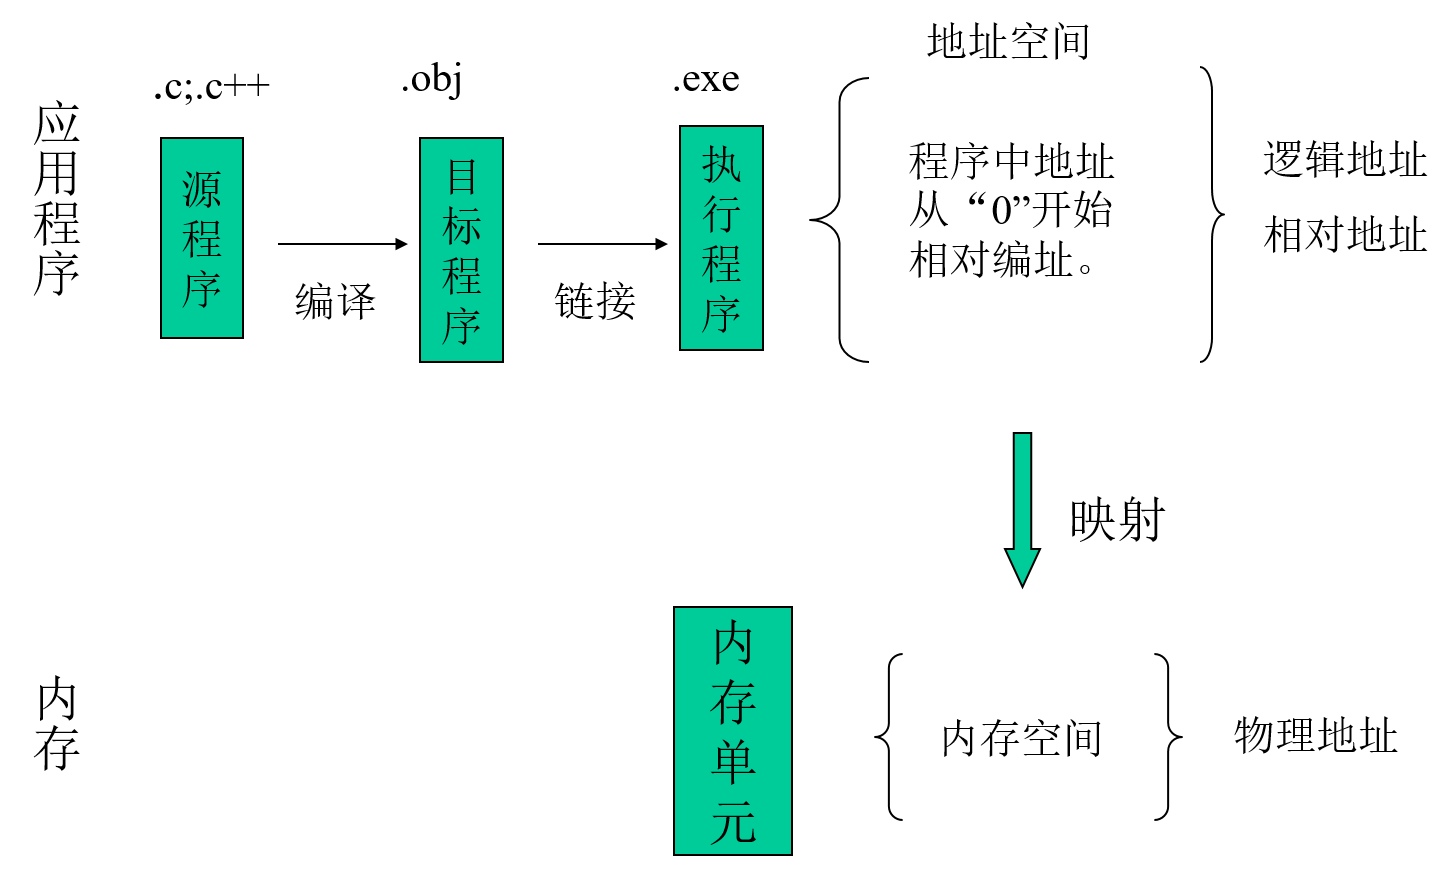 应用程序
.c;.c++
源程序
编译
.obj
目标程序
链接
.exe
执行程序
地址空间
程序中地址
从“0”开始
相对编址。
逻辑地址
相对地址
映射
内存
内存单元
内存空间
物理地址